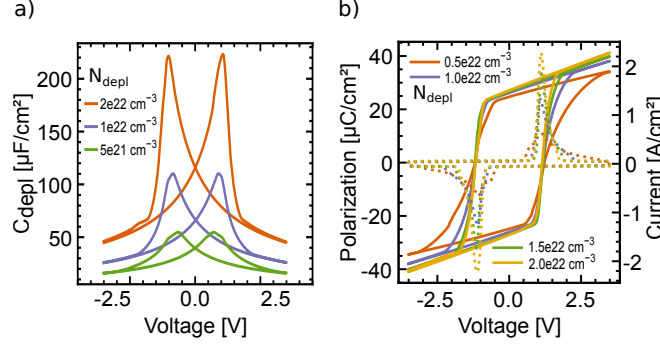 a)
C_depl [µF/cm²]
200
150
100
50
N_depl
2e22 cm⁻³
1e22 cm⁻³
5e21 cm⁻³
-2.5
0.0
2.5
Voltage [V]
b)
Polarization [µC/cm²]
40
20
0
-20
-40
0.5e22 cm⁻³
1.0e22 cm⁻³
N_depl
1.5e22 cm⁻³
2.0e22 cm⁻³
2
1
0
-1
-2
Current [A/cm²]
-2.5
0.0
2.5
Voltage [V]